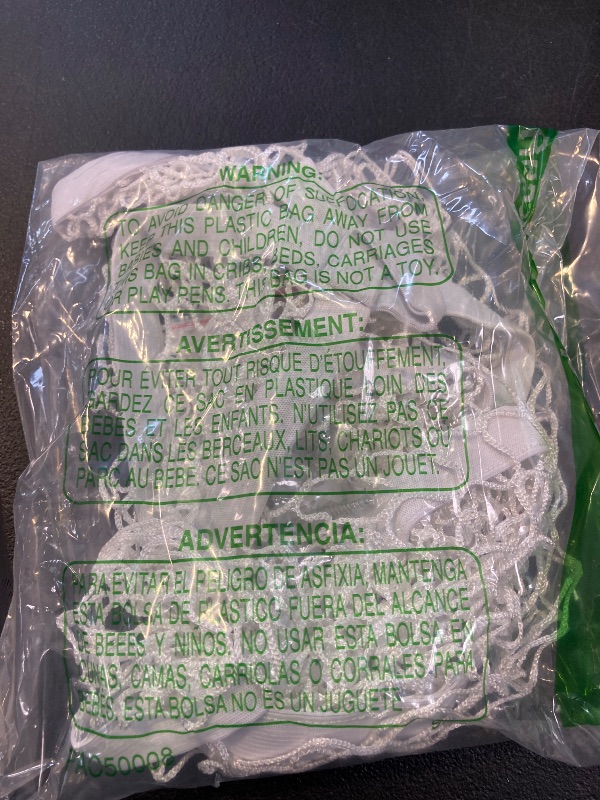 WARNING:
TO AVOID DANGER OF SUFFOCATION
KEEP THIS PLASTIC BAG AWAY FROM
BABIES AND CHILDREN, DO NOT USE
THIS BAG IN CRIBS, BEDS, CARRIAGES
OR PLAY PENS. THIS BAG IS NOT A TOY.
AVERTISSEMENT:
POUR EVITER TOUT RISQUE D'ÉTOUFFEMENT,
GARDEZ CE SAC EN PLASTIQUE LOIN DES
BÉBÉS ET LES ENFANTS. N'UTILISEZ PAS CE
SAC DANS LES BERCEAUX, LITS, CHARIOTS OU
PARC AU BEBE. CE SAC N'EST PAS UN JOUET.
ADVERTENCIA:
PARA EVITAR EL PELIGRO DE ASFIXIA, MANTENGA
ESTA BOLSA DE PLASTICO FUERA DEL ALCANCE
DE BEBES Y NINOS, NO USAR ESTA BOLSA EN
CUNAS, CAMAS, CARRIOLAS O CORRALES PARA
BEBÉS, ESTA BOLSA NO ES UN JUGUETE